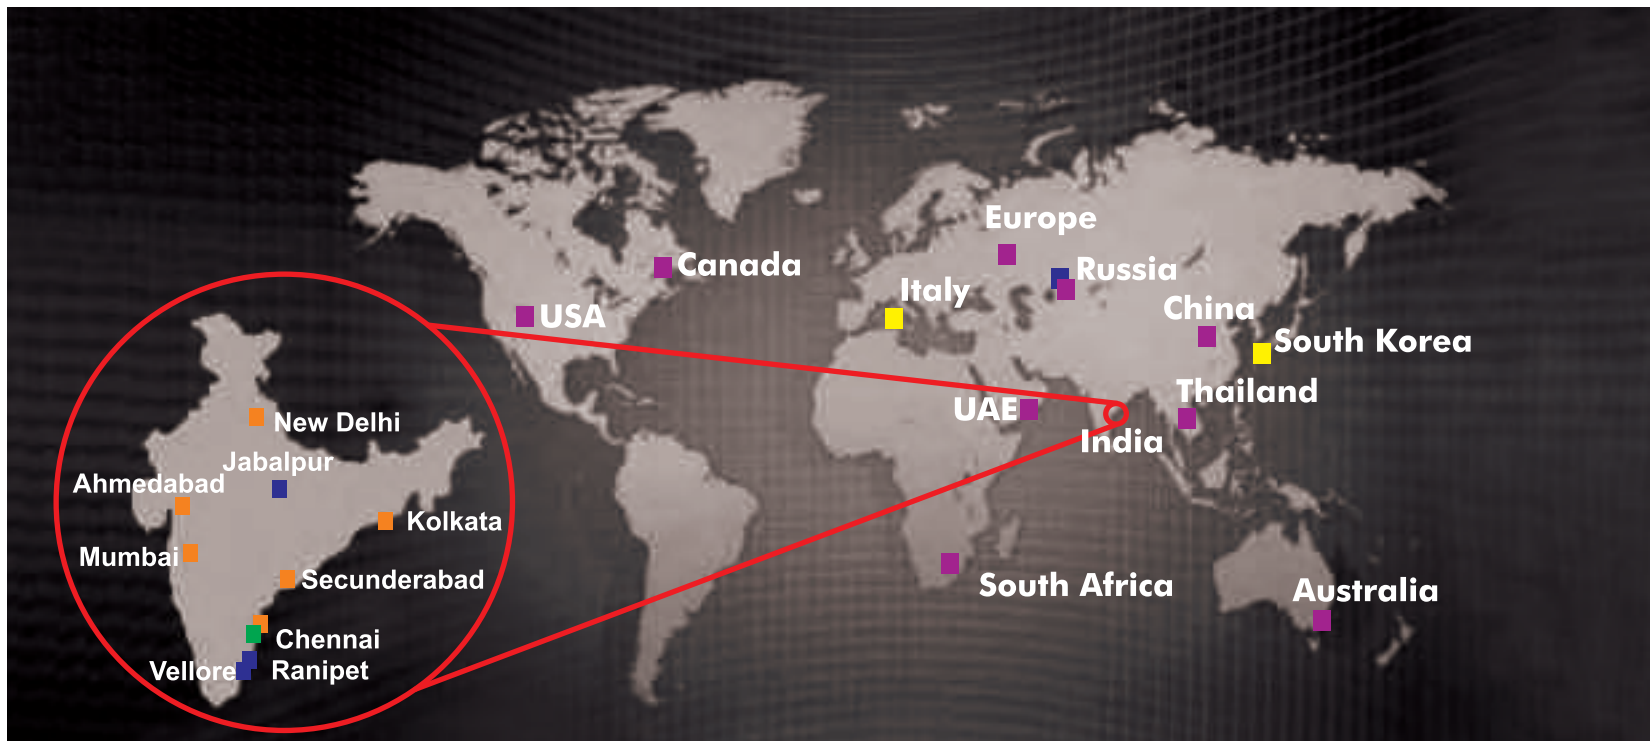 Europe
Canada
Russia
Italy
China
USA
South Korea
Thailand
UAE
India
South Africa
Australia
New Delhi
Jabalpur
Ahmedabad
Kolkata
Mumbai
Secunderabad
Chennai
Vellore
Ranipet